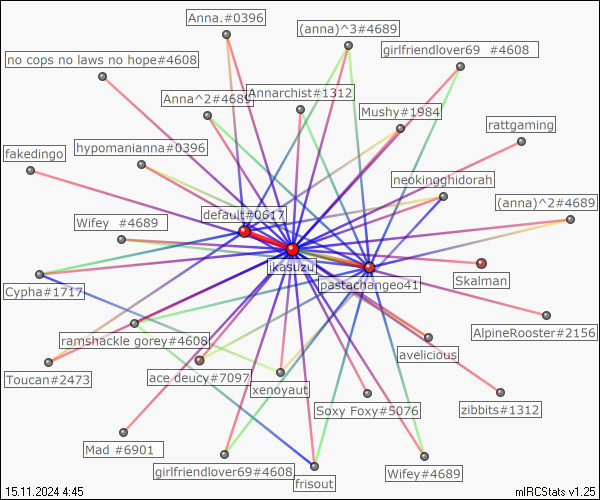 Anna.#0396
(anna)^3#4689
girlfriendlover69 #4608
no cops no laws no hope#4608
Anna^2#4689
Annarchist#1312
Mushy#1984
rattgaming
fakedingo
hypomanianna#0396
neokingghidorah
(anna)^2#4689
default#0617
Wifey #4689
ikasuzu
Skalman
Cypha#1717
pastachangeo41
AlpineRooster#2156
ramshackle gorey#4608
avelicious
Toucan#2473
ace deucy#7097
xenoyaut
Soxy Foxy#5076
zibbits#1312
Mad #6901
girlfriendlover69#4608
Wifey#4689
frisout
15.11.2024 4:45
mIRCStats v1.25